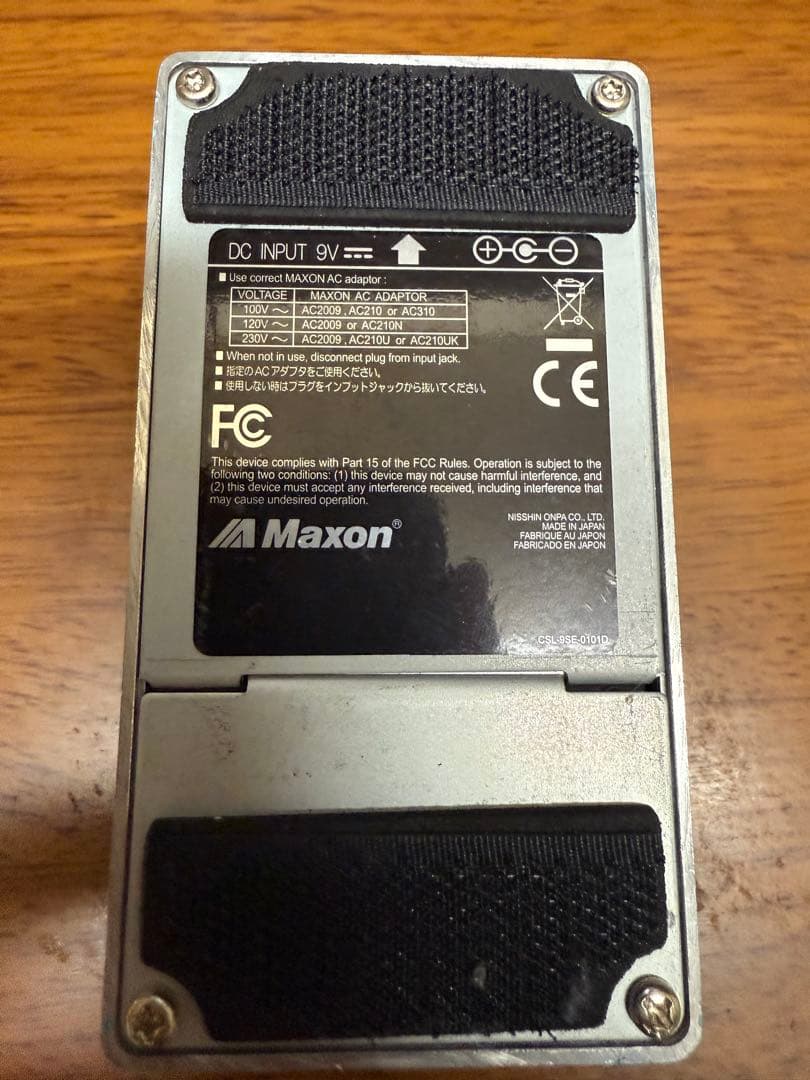 DC INPUT 9V
■ Use correct MAXON AC adaptor :
VOLTAGE MAXON AC ADAPTOR
100V ～ AC2009 , AC210 or AC310
120V ～ AC2009 or AC210N
230V ～ AC2009 , AC210U or AC210UK
■ When not in use, disconnect plug from input jack.
■ 指定のACアダプタをご使用ください。
■ 使用しない時はプラグをインプットジャックから抜いてください。
CE
FC
This device complies with Part 15 of the FCC Rules. Operation is subject to the
following two conditions: (1) this device may not cause harmful interference, and
(2) this device must accept any interference received, including interference that
may cause undesired operation.
Maxon®
NISSHIN ONPA CO., LTD.
MADE IN JAPAN
FABRIQUE AU JAPON
FABRICADO EN JAPON
CSL-9SE-0101D